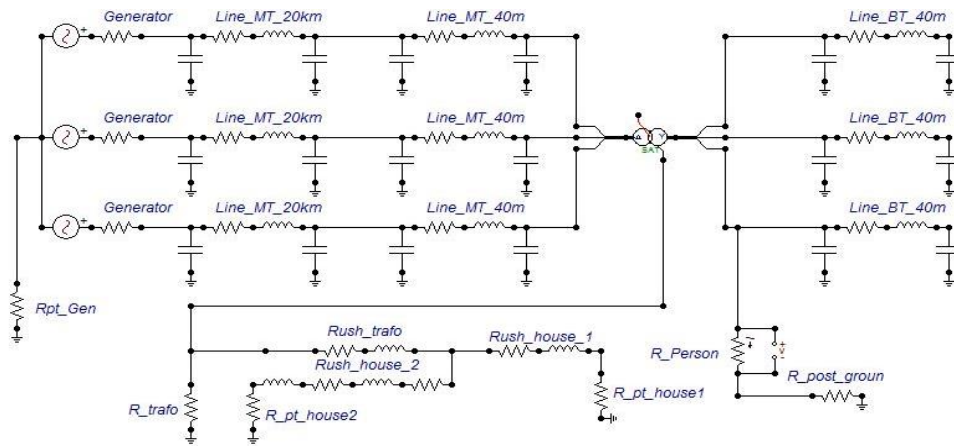 Generator Line_MT_20km Line_MT_40m Line_BT_40m
Generator Line_MT_20km Line_MT_40m Line_BT_40m
SAT
Generator Line_MT_20km Line_MT_40m Line_BT_40m
Rpt_Gen
Rush_trafo Rush_house_1
Rush_house_2
R_Person
I
V
R_post_groun
R_trafo R_pt_house2 R_pt_house1